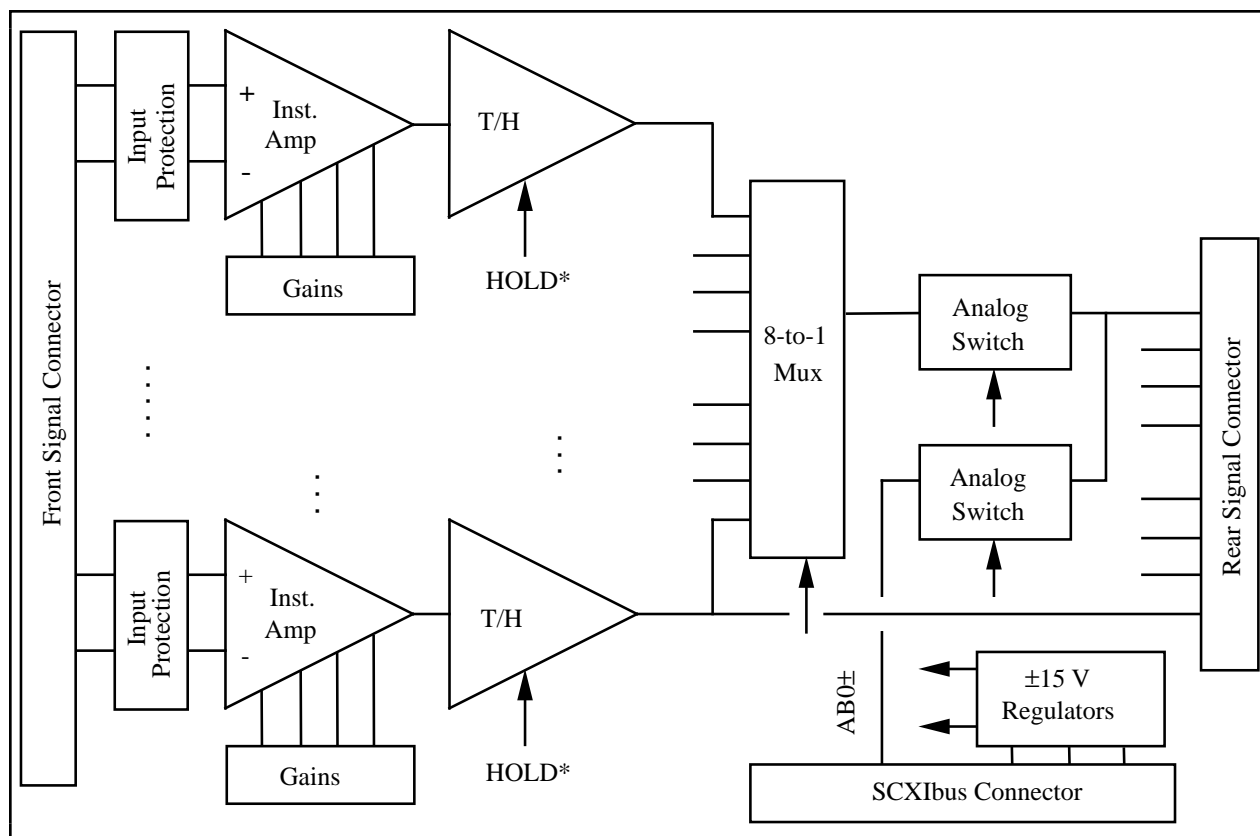 Front Signal Connector
Input
Protection
+
-
Inst.
Amp
Gains
T/H
HOLD*
8-to-1
Mux
Analog
Switch
Analog
Switch
Rear Signal Connector
Input
Protection
+
-
Inst.
Amp
Gains
T/H
HOLD*
AB0±
±15 V
Regulators
SCXIbus Connector